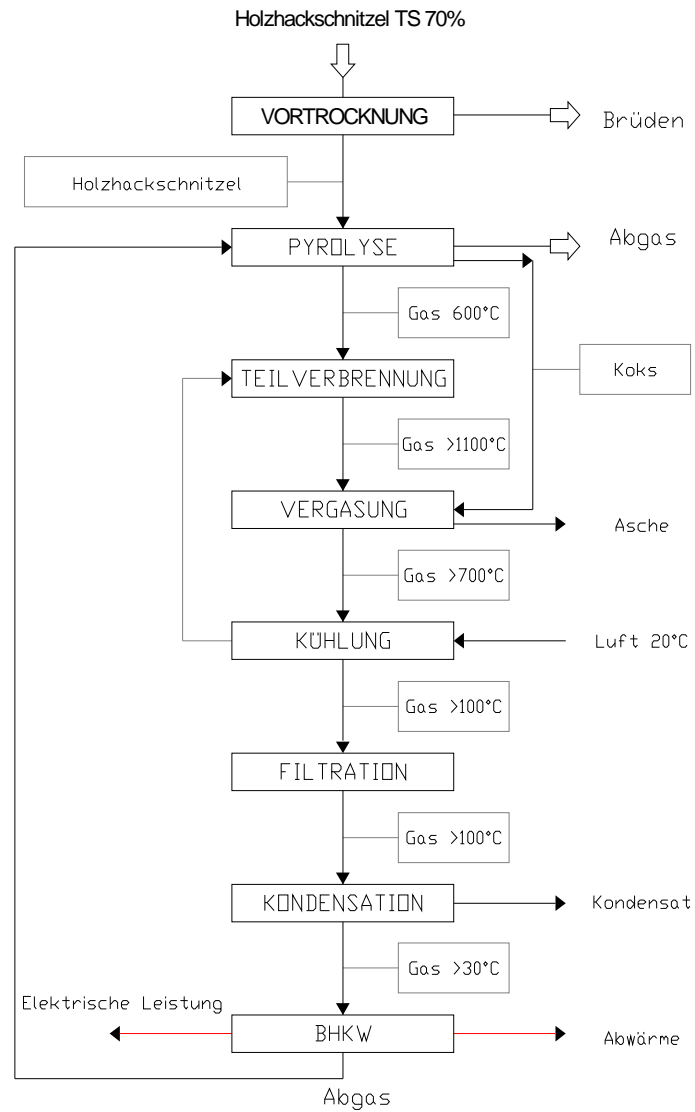 Holzhackschnitzel TS 70%
VORTROCKNUNG
Brüden
Holzhackschnitzel
PYROLYSE
Abgas
Gas 600°C
Koks
TEILVERBRENNUNG
Gas >1100°C
VERGASUNG
Asche
Gas >700°C
KÜHLUNG
Luft 20°C
Gas >100°C
FILTRATION
Gas >100°C
KONDENSATION
Kondensat
Gas >30°C
Elektrische Leistung
BHKW
Abwärme
Abgas